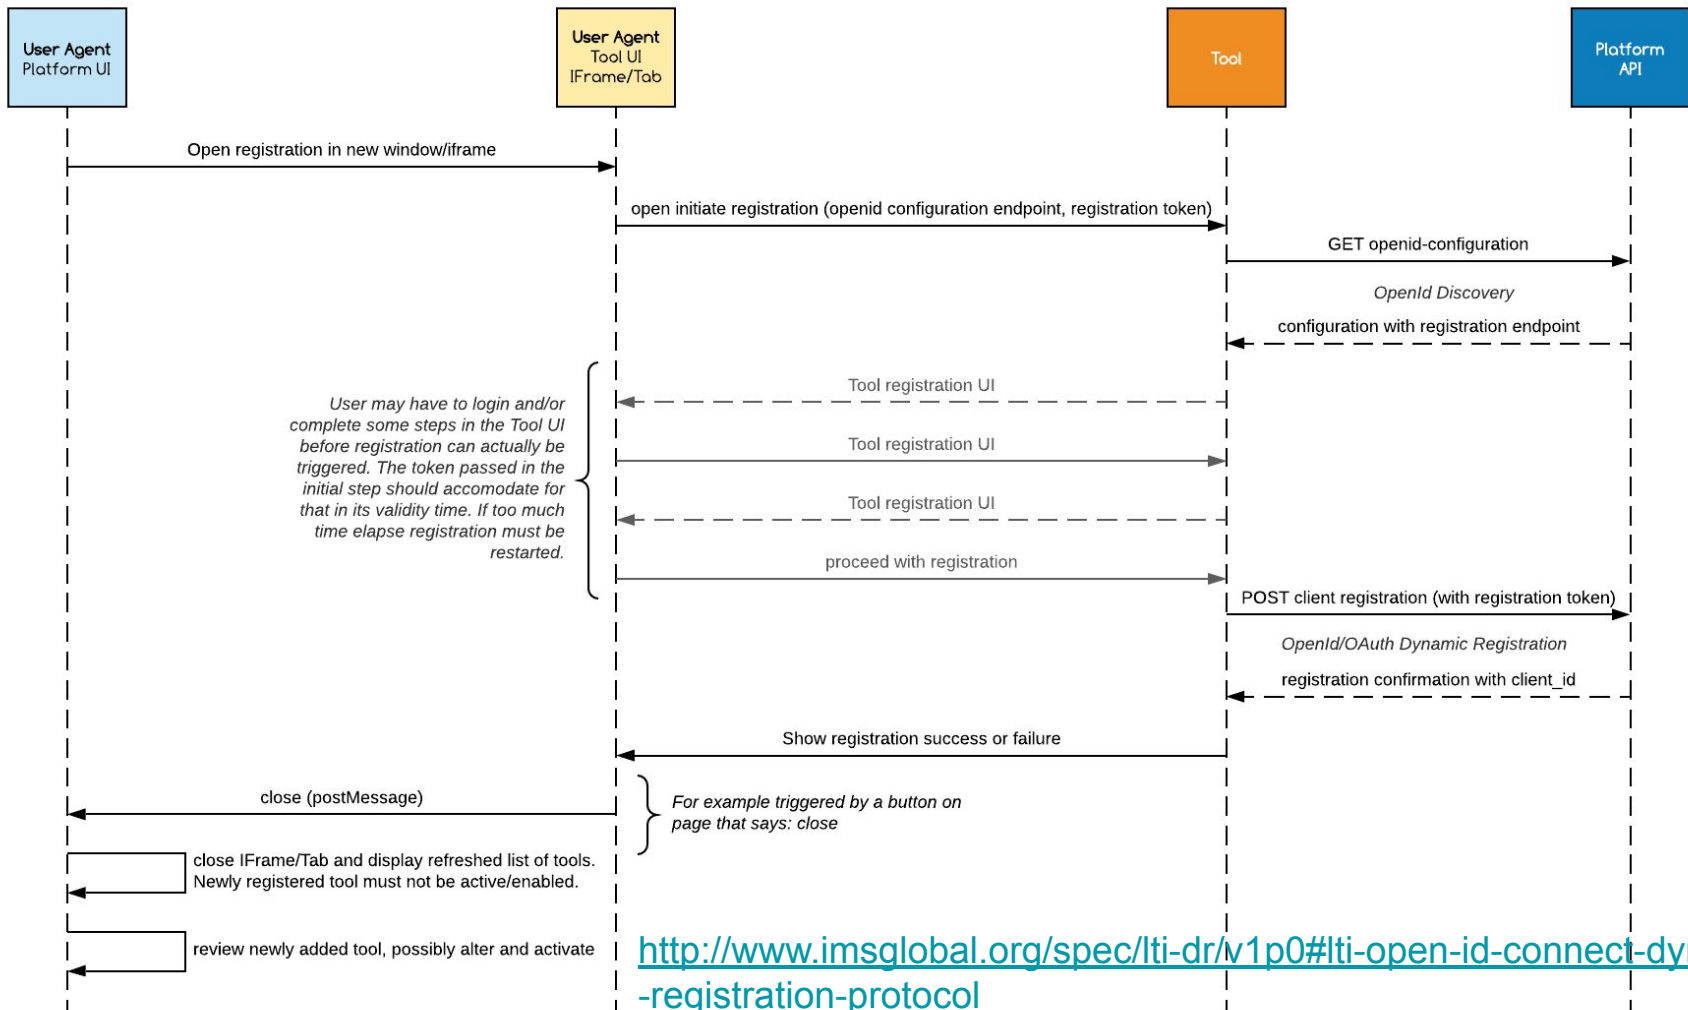 User Agent
Platform UI
User Agent
Tool UI
IFrame/Tab
Tool
Platform
API
Open registration in new window/iframe
open initiate registration (openid configuration endpoint, registration token)
GET openid-configuration
OpenId Discovery
configuration with registration endpoint
Tool registration UI
User may have to login and/or
complete some steps in the Tool UI
before registration can actually be
triggered. The token passed in the
initial step should accomodate for
that in its validity time. If too much
time elapse registration must be
restarted.
Tool registration UI
Tool registration UI
proceed with registration
POST client registration (with registration token)
OpenId/OAuth Dynamic Registration
registration confirmation with client_id
Show registration success or failure
close (postMessage)
For example triggered by a button on
page that says: close
close IFrame/Tab and display refreshed list of tools.
Newly registered tool must not be active/enabled.
review newly added tool, possibly alter and activate
http://www.imsglobal.org/spec/lti-dr/v1p0#lti-open-id-connect-dy
-registration-protocol